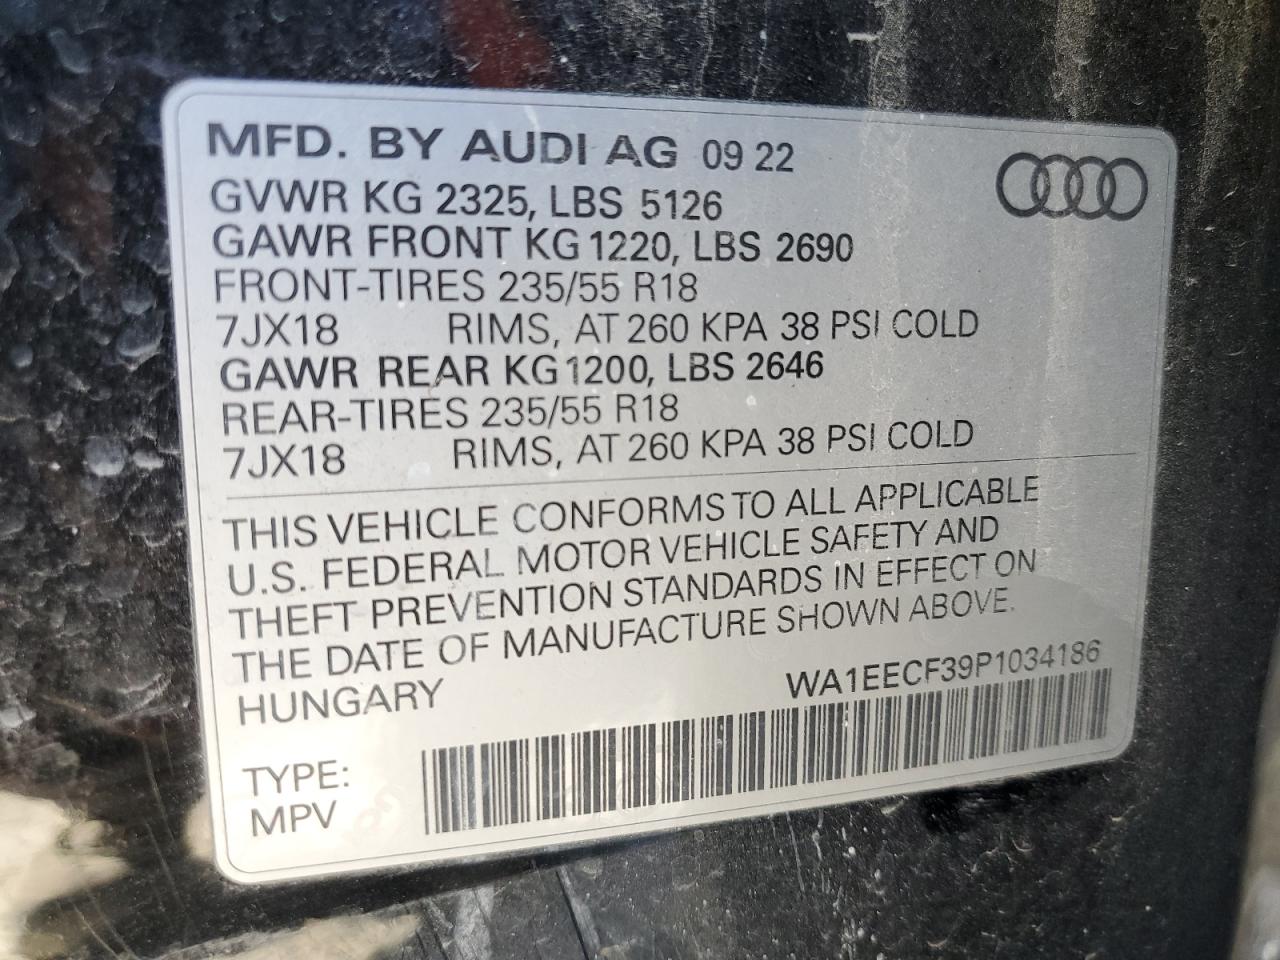 MFD. BY AUDI AG 09 22
GVWR KG 2325, LBS 5126
GAWR FRONT KG 1220, LBS 2690
FRONT-TIRES 235/55 R18
7JX18 RIMS, AT 260 KPA 38 PSI COLD
GAWR REAR KG 1200, LBS 2646
REAR-TIRES 235/55 R18
7JX18 RIMS, AT 260 KPA 38 PSI COLD
THIS VEHICLE CONFORMS TO ALL APPLICABLE
U.S. FEDERAL MOTOR VEHICLE SAFETY AND
THEFT PREVENTION STANDARDS IN EFFECT ON
THE DATE OF MANUFACTURE SHOWN ABOVE.
HUNGARY WA1EECF39P1034186
TYPE:
MPV